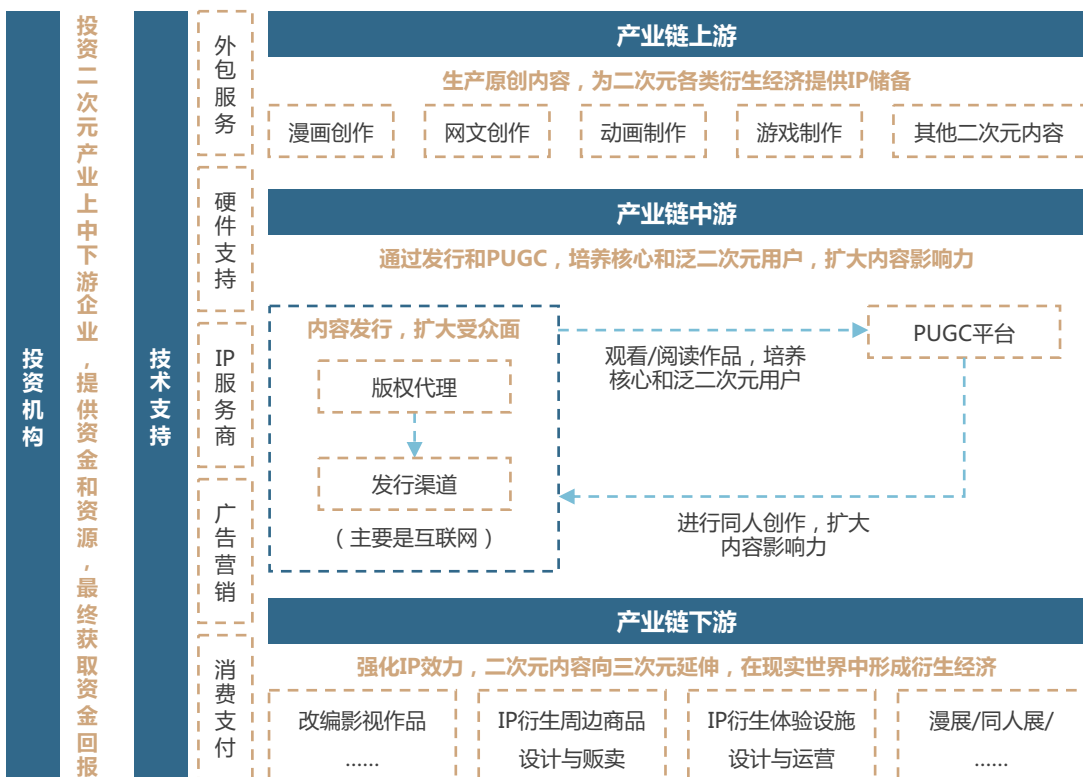 投资机构
投资二次元产业上中下游企业，提供资金和资源，最终获取资金回报
技术支持
外包服务
硬件支持
IP服务商
广告营销
消费支付
产业链上游
生产原创内容，为二次元各类衍生经济提供IP储备
漫画创作 网文创作 动画制作 游戏制作 其他二次元内容
产业链中游
通过发行和PUGC，培养核心和泛二次元用户，扩大内容影响力
内容发行，扩大受众面
版权代理
发行渠道
（主要是互联网）
观看/阅读作品，培养
核心和泛二次元用户
PUGC平台
进行同人创作，扩大
内容影响力
产业链下游
强化IP效力，二次元内容向三次元延伸，在现实世界中形成衍生经济
改编影视作品
……
IP衍生周边商品
设计与贩卖
IP衍生体验设施
设计与运营
漫展/同人展/
……